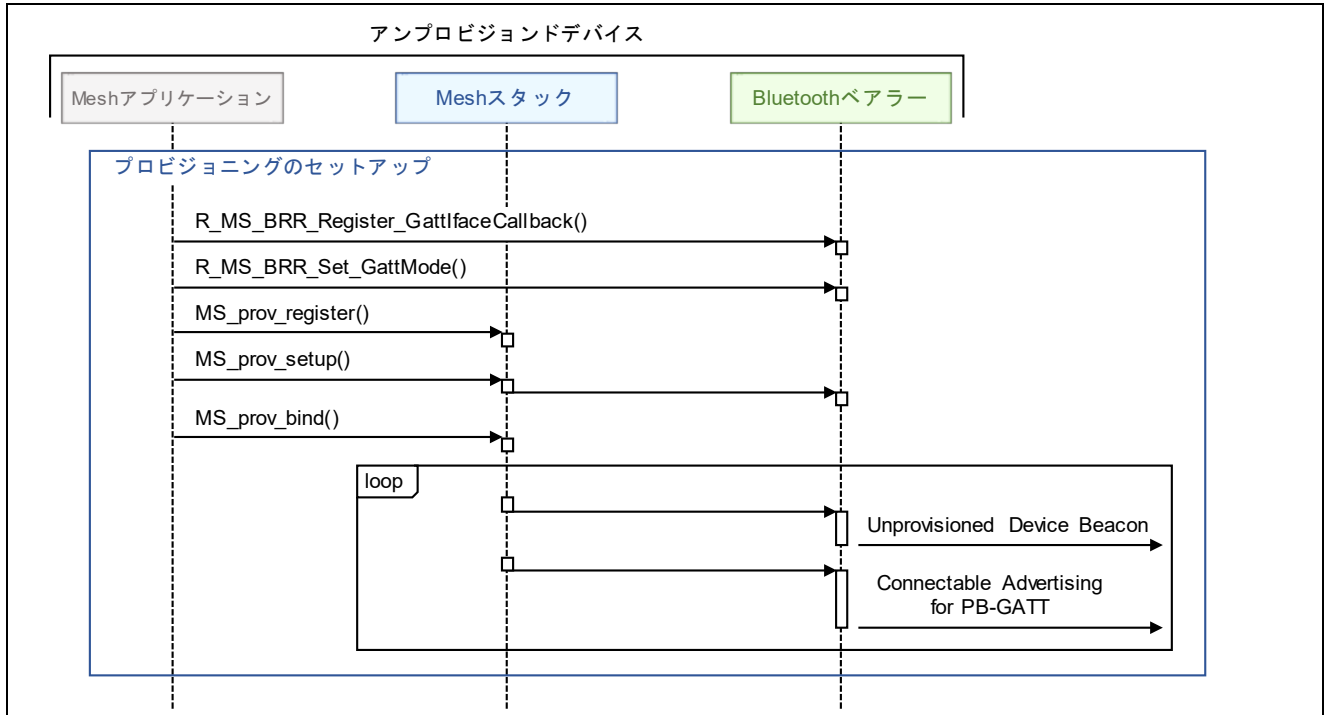 アンプロビジョンドデバイス
Meshアプリケーション
Meshスタック
Bluetoothベアラー
プロビジョニングのセットアップ
R_MS_BRR_Register_GattIfaceCallback()
R_MS_BRR_Set_GattMode()
MS_prov_register()
MS_prov_setup()
MS_prov_bind()
loop
Unprovisioned Device Beacon
Connectable Advertising
for PB-GATT